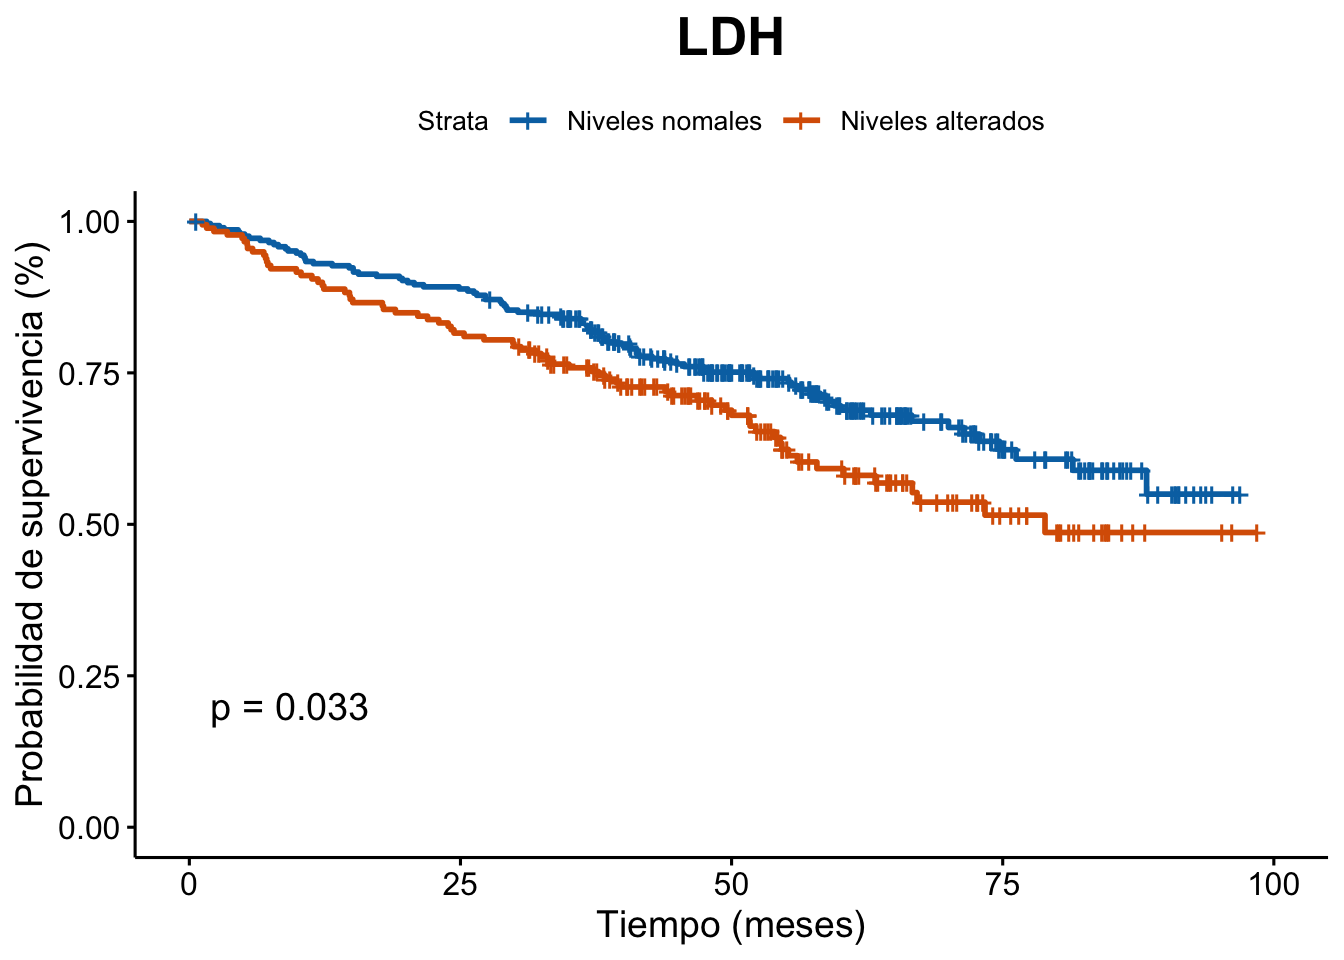 LDH
Strata Niveles nomales Niveles alterados
Probabilidad de supervivencia (%)
1.00
0.75
0.50
0.25
0.00
p = 0.033
0 25 50 75 100
Tiempo (meses)